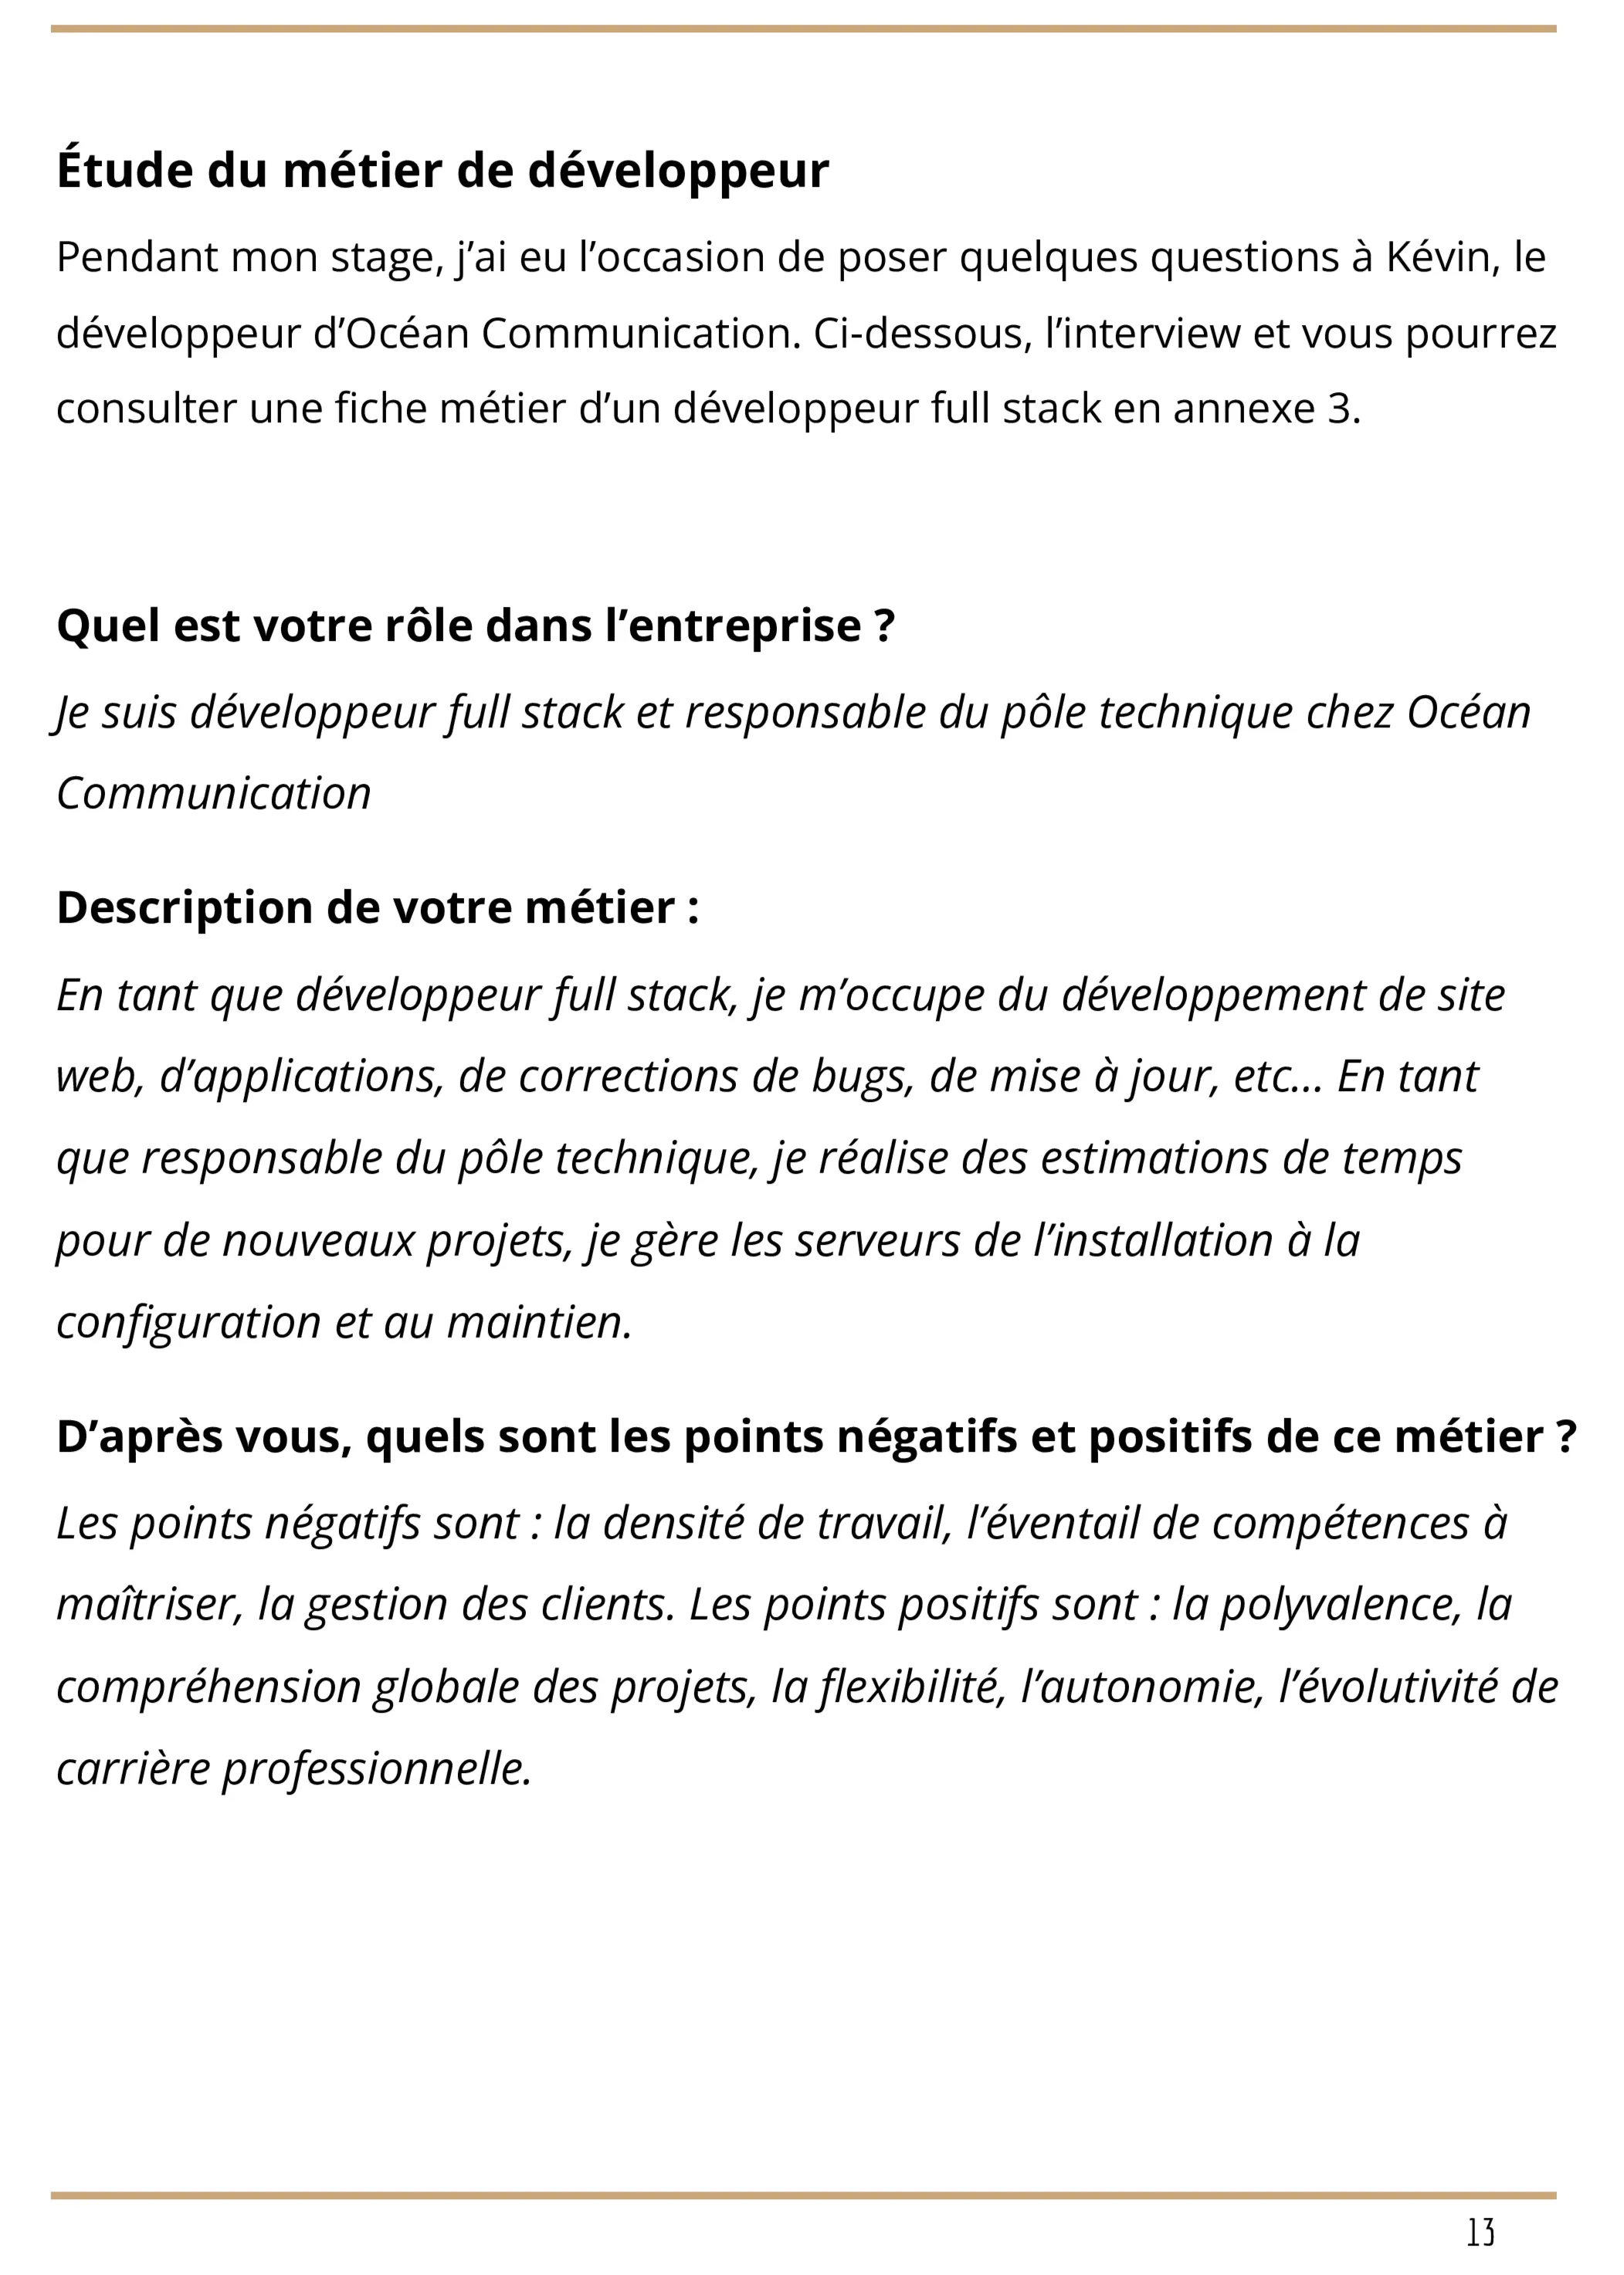 Étude du métier de développeur
Pendant mon stage, j’ai eu l’occasion de poser quelques questions à Kévin, le
développeur d’Océan Communication. Ci-dessous, l’interview et vous pourrez
consulter une fiche métier d’un développeur full stack en annexe 3.
Quel est votre rôle dans l’entreprise ?
Je suis développeur full stack et responsable du pôle technique chez Océan
Communication
Description de votre métier :
En tant que développeur full stack, je m’occupe du développement de site
web, d’applications, de corrections de bugs, de mise à jour, etc... En tant
que responsable du pôle technique, je réalise des estimations de temps
pour de nouveaux projets, je gère les serveurs de l’installation à la
configuration et au maintien.
D’après vous, quels sont les points négatifs et positifs de ce métier ?
Les points négatifs sont : la densité de travail, l’éventail de compétences à
maîtriser, la gestion des clients. Les points positifs sont : la polyvalence, la
compréhension globale des projets, la flexibilité, l’autonomie, l’évolutivité de
carrière professionnelle.
13